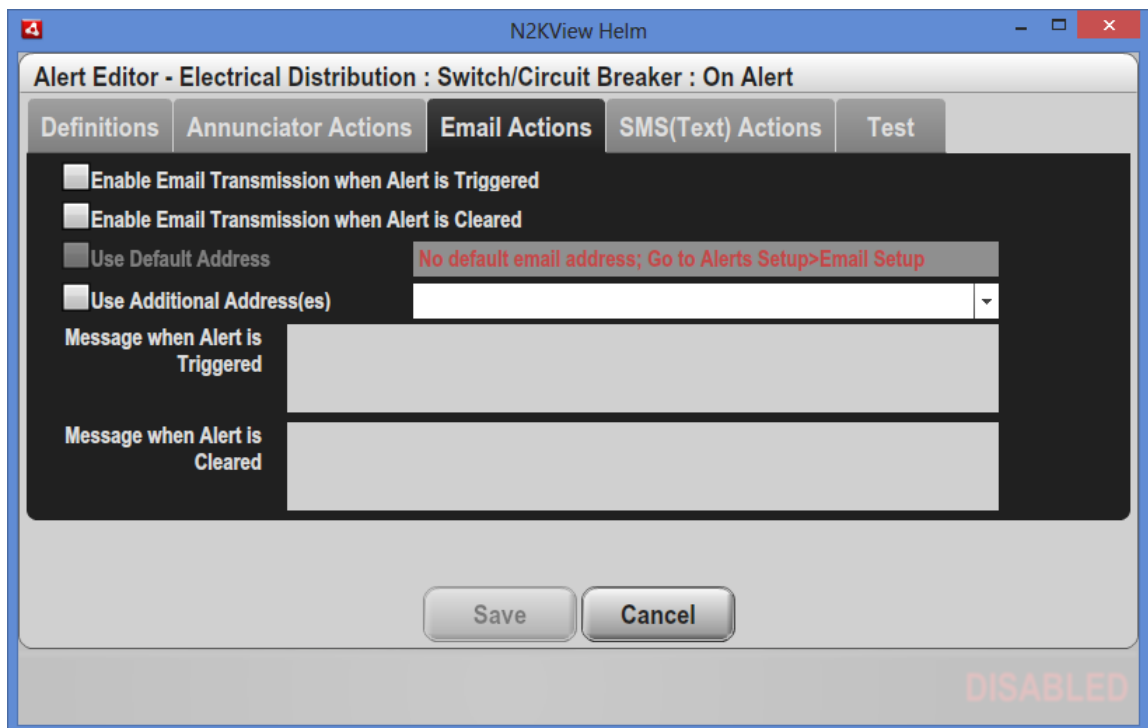 N2KView Helm
Alert Editor - Electrical Distribution : Switch/Circuit Breaker : On Alert
Definitions Annunciator Actions Email Actions SMS(Text) Actions Test
Enable Email Transmission when Alert is Triggered
Enable Email Transmission when Alert is Cleared
Use Default Address No default email address; Go to Alerts Setup>Email Setup
Use Additional Address(es)
Message when Alert is
Triggered
Message when Alert is
Cleared
Save Cancel
DISABLED